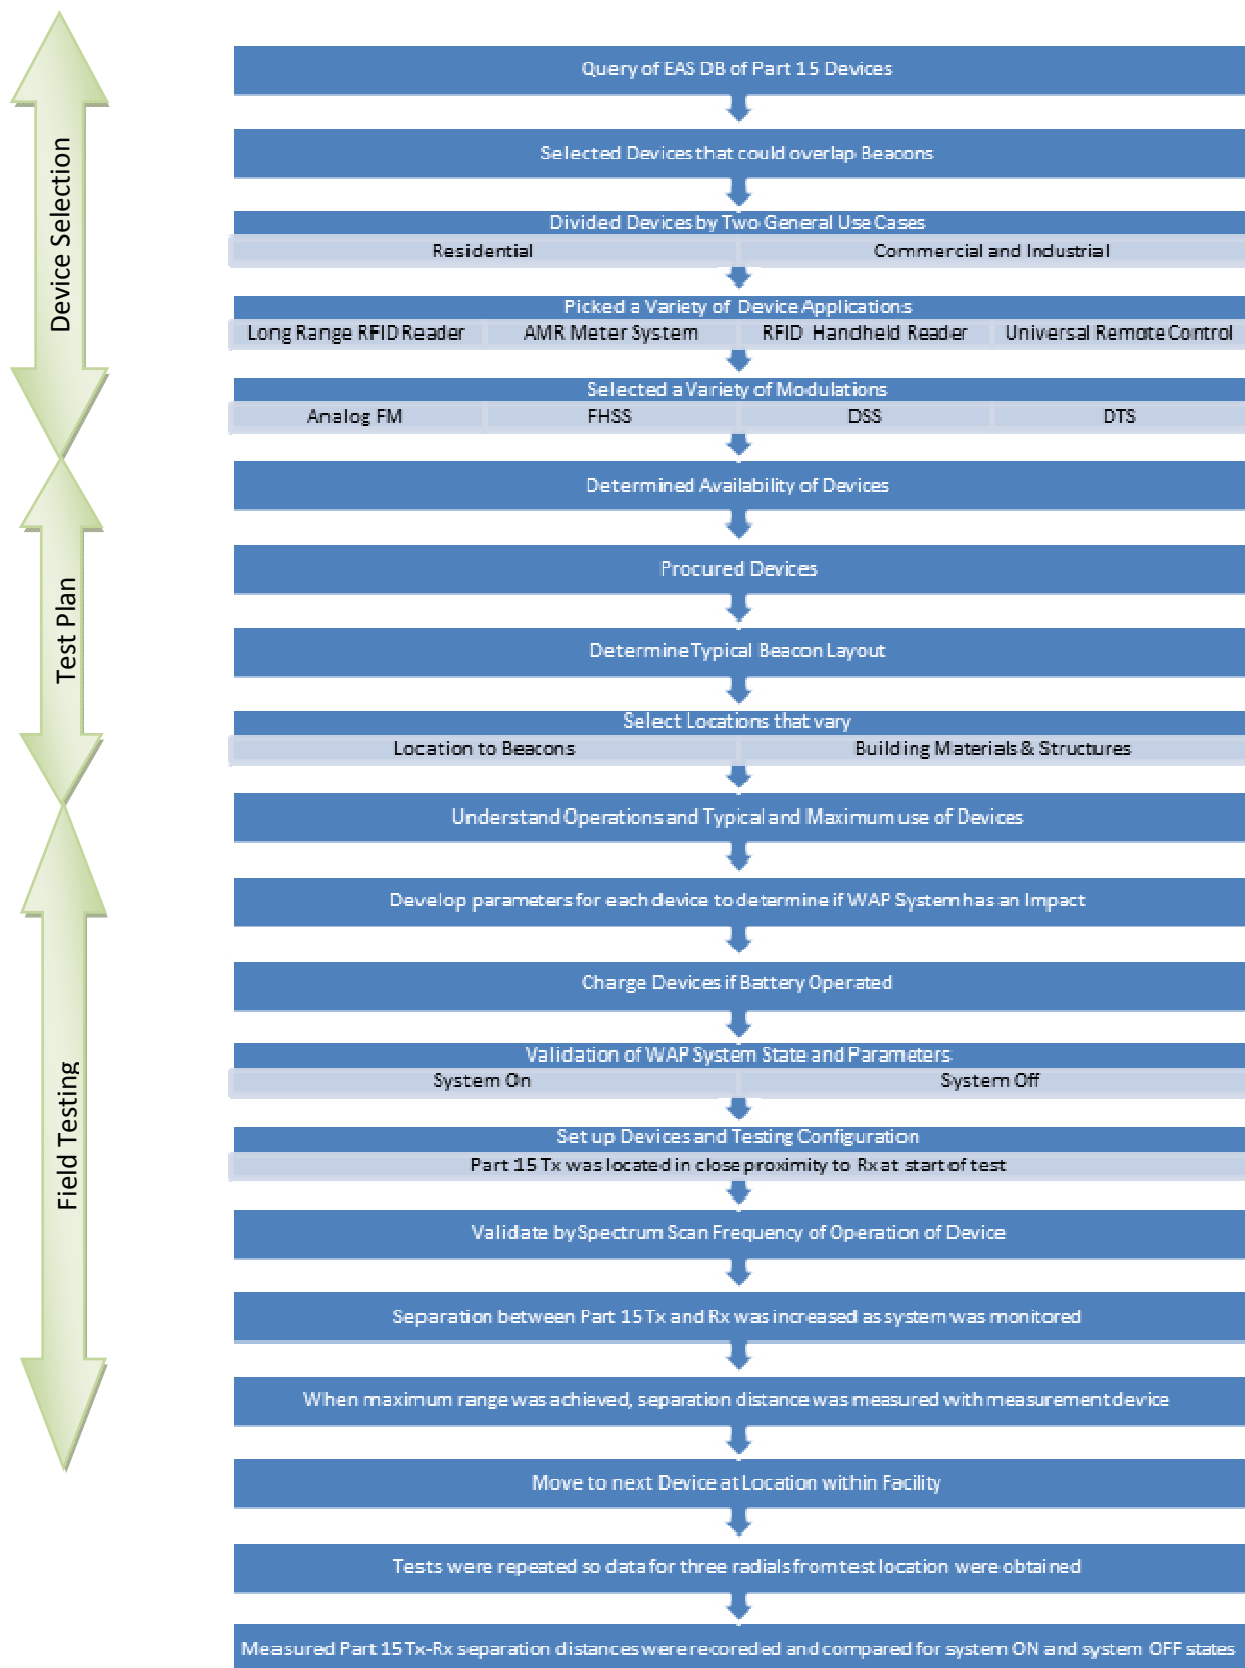 Device Selection
Query of EAS DB of Part 15 Devices
Selected Devices that could overlap Beacons
Divided Devices by Two General Use Cases
Residential
Commercial and Industrial
Picked a Variety of Device Applications
Long Range RFID Reader
AMR Meter System
RFID Handheld Reader
Universal Remote Control
Selected a Variety of Modulations
Analog FM
FHSS
DSS
DTS
Test Plan
Determined Availability of Devices
Procured Devices
Determine Typical Beacon Layout
Select Locations that vary
Location to Beacons
Building Materials & Structures
Field Testing
Understand Operations and Typical and Maximum use of Devices
Develop parameters for each device to determine if WAP System has an Impact
Charge Devices if Battery Operated
Validation of WAP System State and Parameters
System On
System Off
Set up Devices and Testing Configuration
Part 15 Tx was located in close proximity to Rx at start of test
Validate by Spectrum Scan Frequency of Operation of Device
Separation between Part 15 Tx and Rx was increased as system was monitored
When maximum range was achieved, separation distance was measured with measurement device
Move to next Device at Location within Facility
Tests were repeated so data for three radials from test location were obtained
Measured Part 15 Tx-Rx separation distances were recorded and compared for system ON and system OFF states